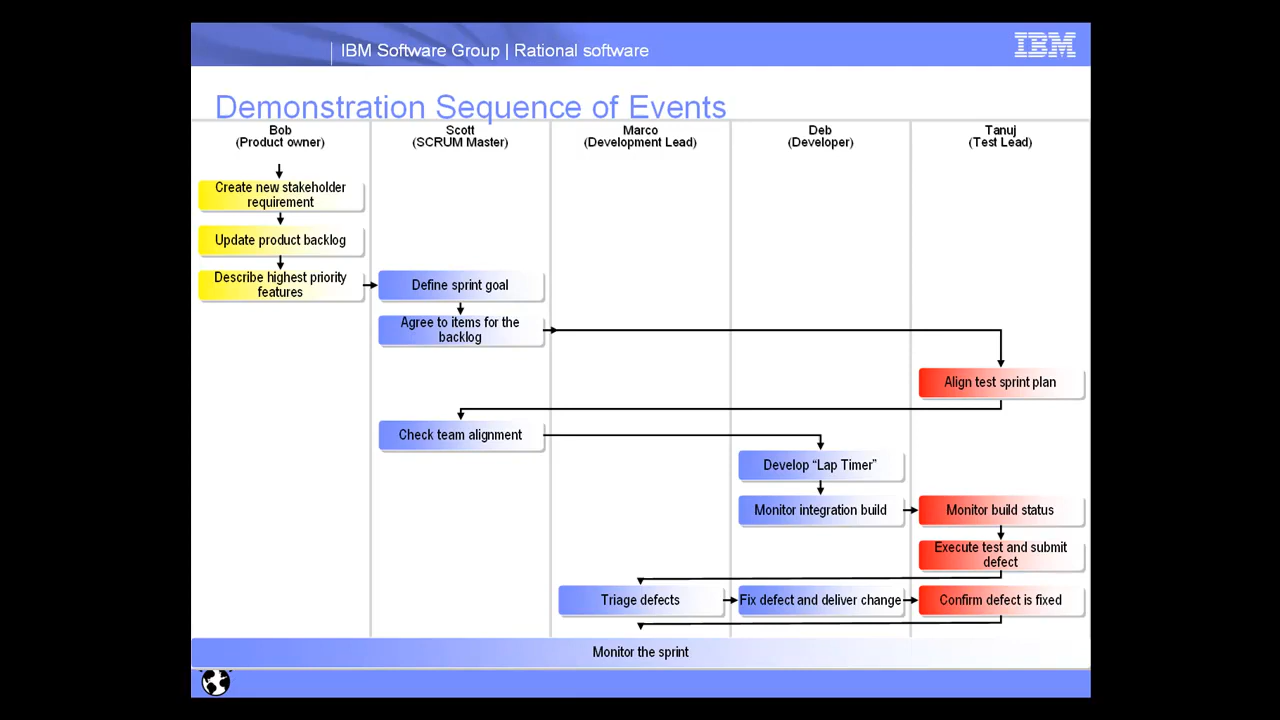 IBM Software Group | Rational software
IBM
Demonstration Sequence of Events
Bob
(Product owner)
Scott
(SCRUM Master)
Marco
(Development Lead)
Deb
(Developer)
Tanuj
(Test Lead)
Create new stakeholder
requirement
Update product backlog
Describe highest priority
features
Define sprint goal
Agree to items for the
backlog
Align test sprint plan
Check team alignment
Develop “Lap Timer”
Monitor integration build
Monitor build status
Execute test and submit
defect
Triage defects
Fix defect and deliver change
Confirm defect is fixed
Monitor the sprint